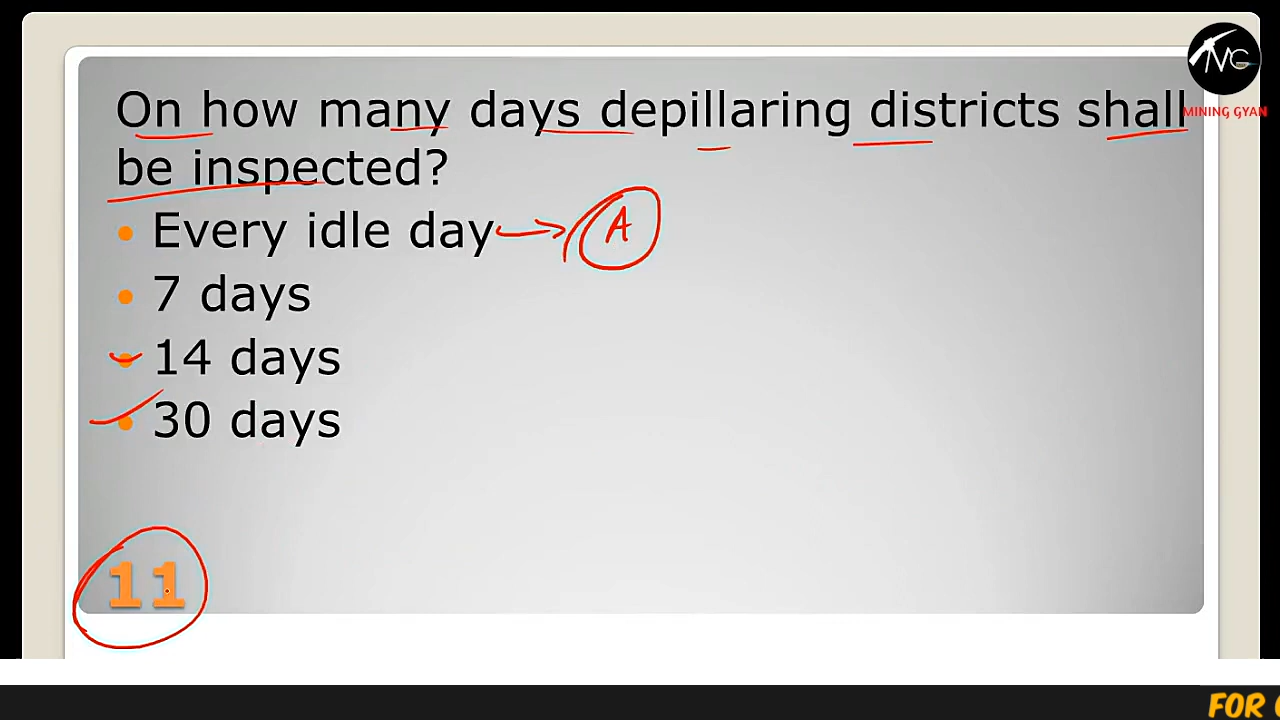 On how many days depillaring districts shall
be inspected?
Every idle day
A
7 days
14 days
30 days
11
MG
MINING GYAN
FOR